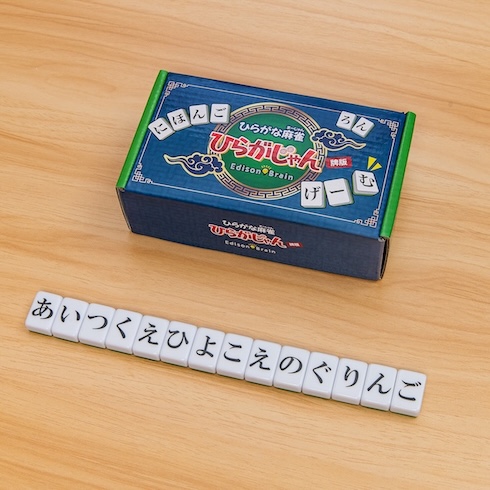 にほんご
ろん
ひらがな麻雀
ひらがじゃん
牌版
Edison Brain
げーむ
ひらがな麻雀
ひらがじゃん
Edison Brain
あいつくえひよこえのぐりんご